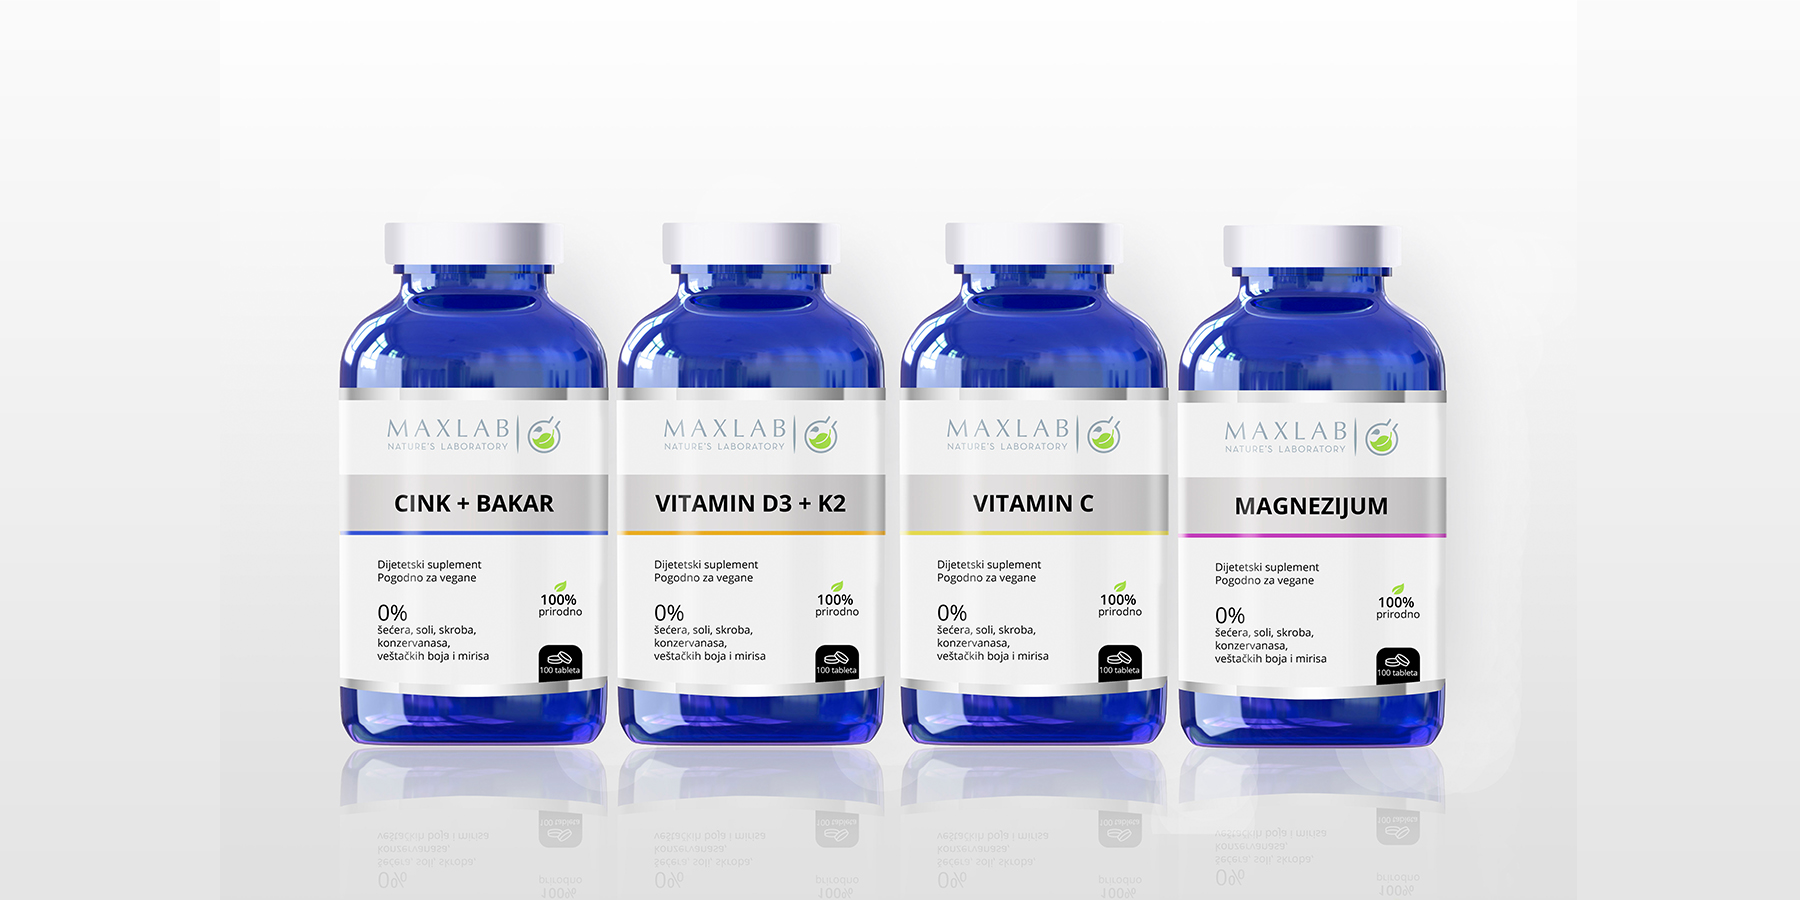 MAXLAB
NATURE'S LABORATORY
CINK + BAKAR
Dijetetski suplement
Pogodno za vegane
0%
šećera, soli, skroba,
konzervanasa,
veštačkih boja i mirisa
100%
prirodno
100 tableta
MAXLAB
NATURE'S LABORATORY
VITAMIN D3 + K2
Dijetetski suplement
Pogodno za vegane
0%
šećera, soli, skroba,
konzervanasa,
veštačkih boja i mirisa
100%
prirodno
100 tableta
MAXLAB
NATURE'S LABORATORY
VITAMIN C
Dijetetski suplement
Pogodno za vegane
0%
šećera, soli, skroba,
konzervanasa,
veštačkih boja i mirisa
100%
prirodno
100 tableta
MAXLAB
NATURE'S LABORATORY
MAGNEZIJUM
Dijetetski suplement
Pogodno za vegane
0%
šećera, soli, skroba,
konzervanasa,
veštačkih boja i mirisa
100%
prirodno
100 tableta